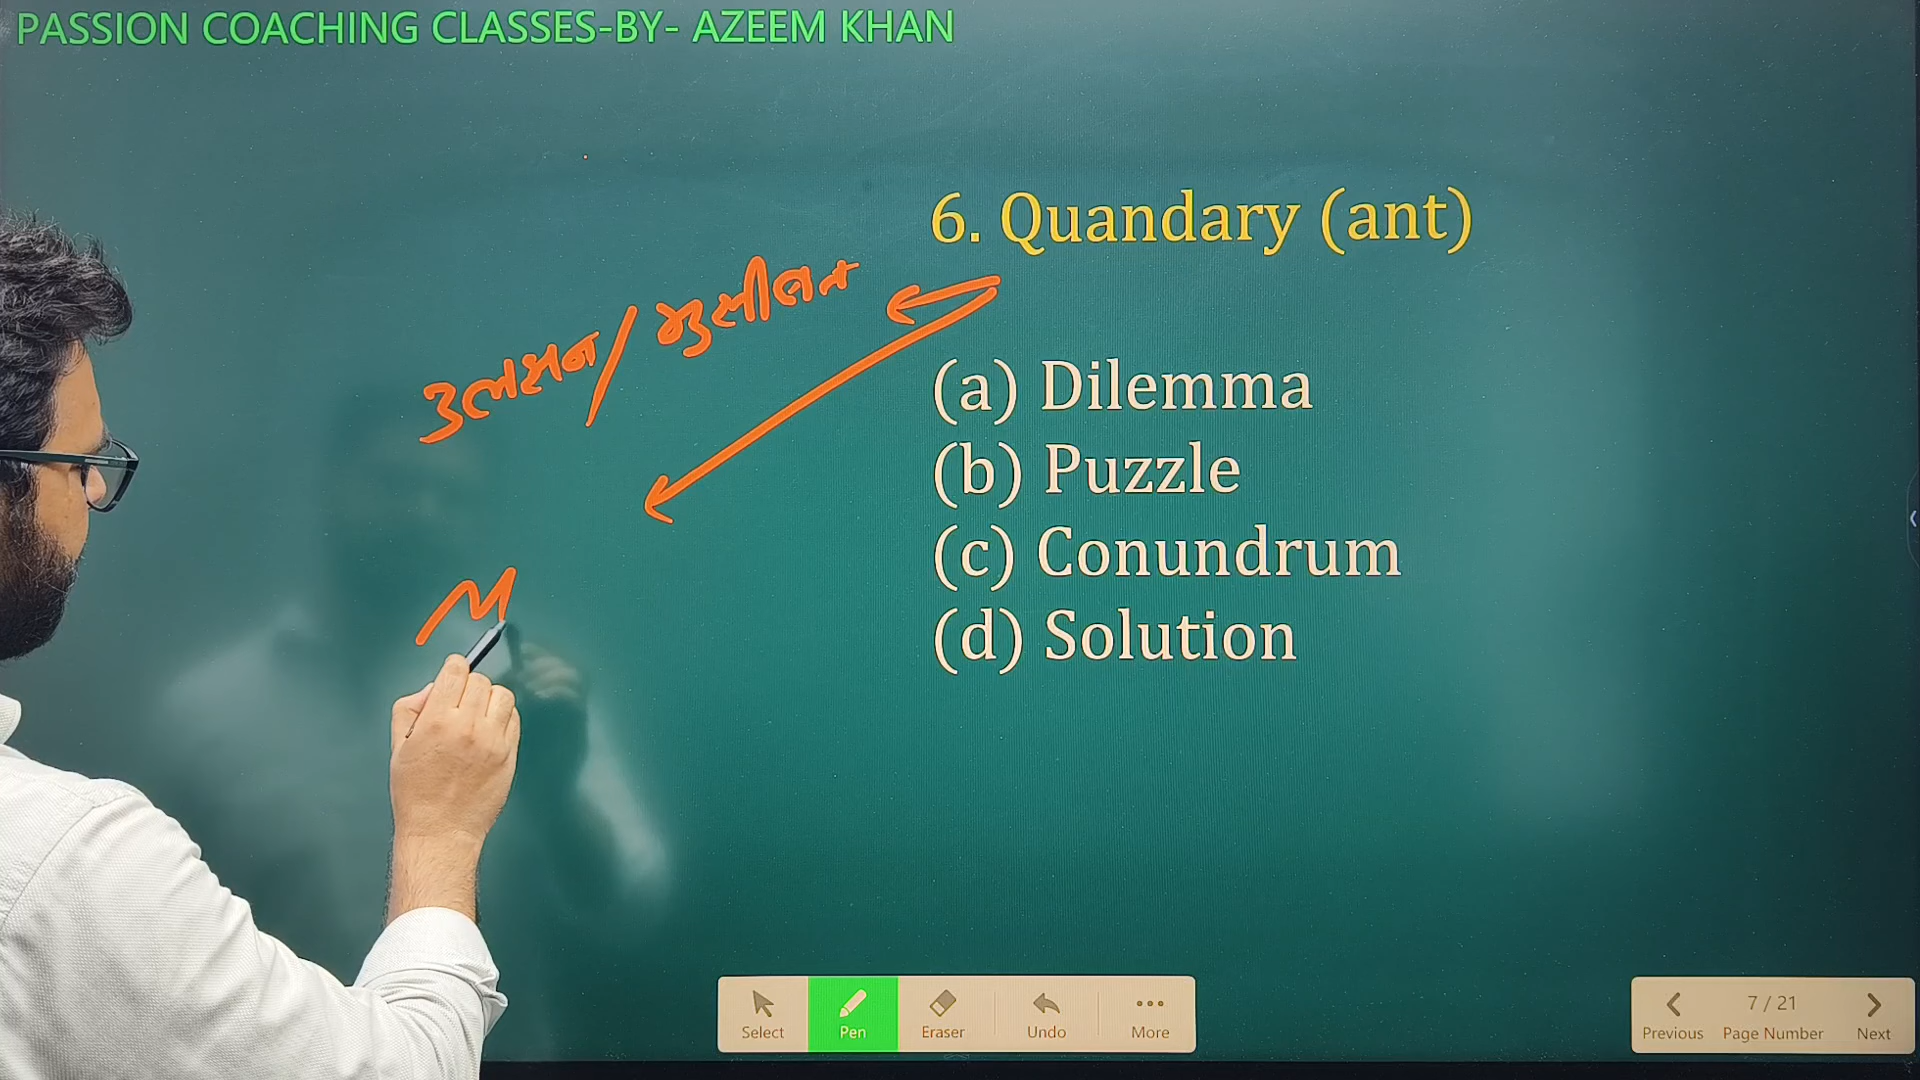 PASSION COACHING CLASSES-BY- AZEEM KHAN
6. Quandary (ant)
उलझन/मुसीबत
(a) Dilemma
(b) Puzzle
(c) Conundrum
(d) Solution
M
Select Pen Eraser Undo More
7 / 21
Previous Page Number Next